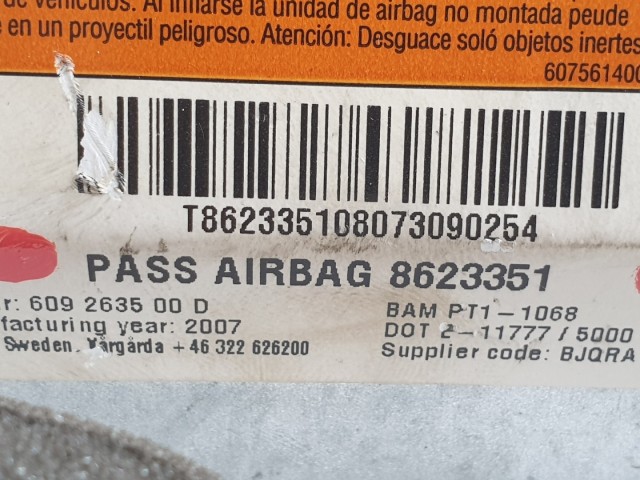 de vehículos. Al inflarse la unidad de airbag no montada peude
e en un proyectil peligroso. Atención: Desguace soló objetos inertes
607561400
T862335108073090254
PASS AIRBAG 8623351
r: 609 2635 00 D
BAM PT1-1068
facturing year: 2007
DOT 2-11777 / 5000
Sweden. Vårgårda +46 322 626200
Supplier code: BJQRA